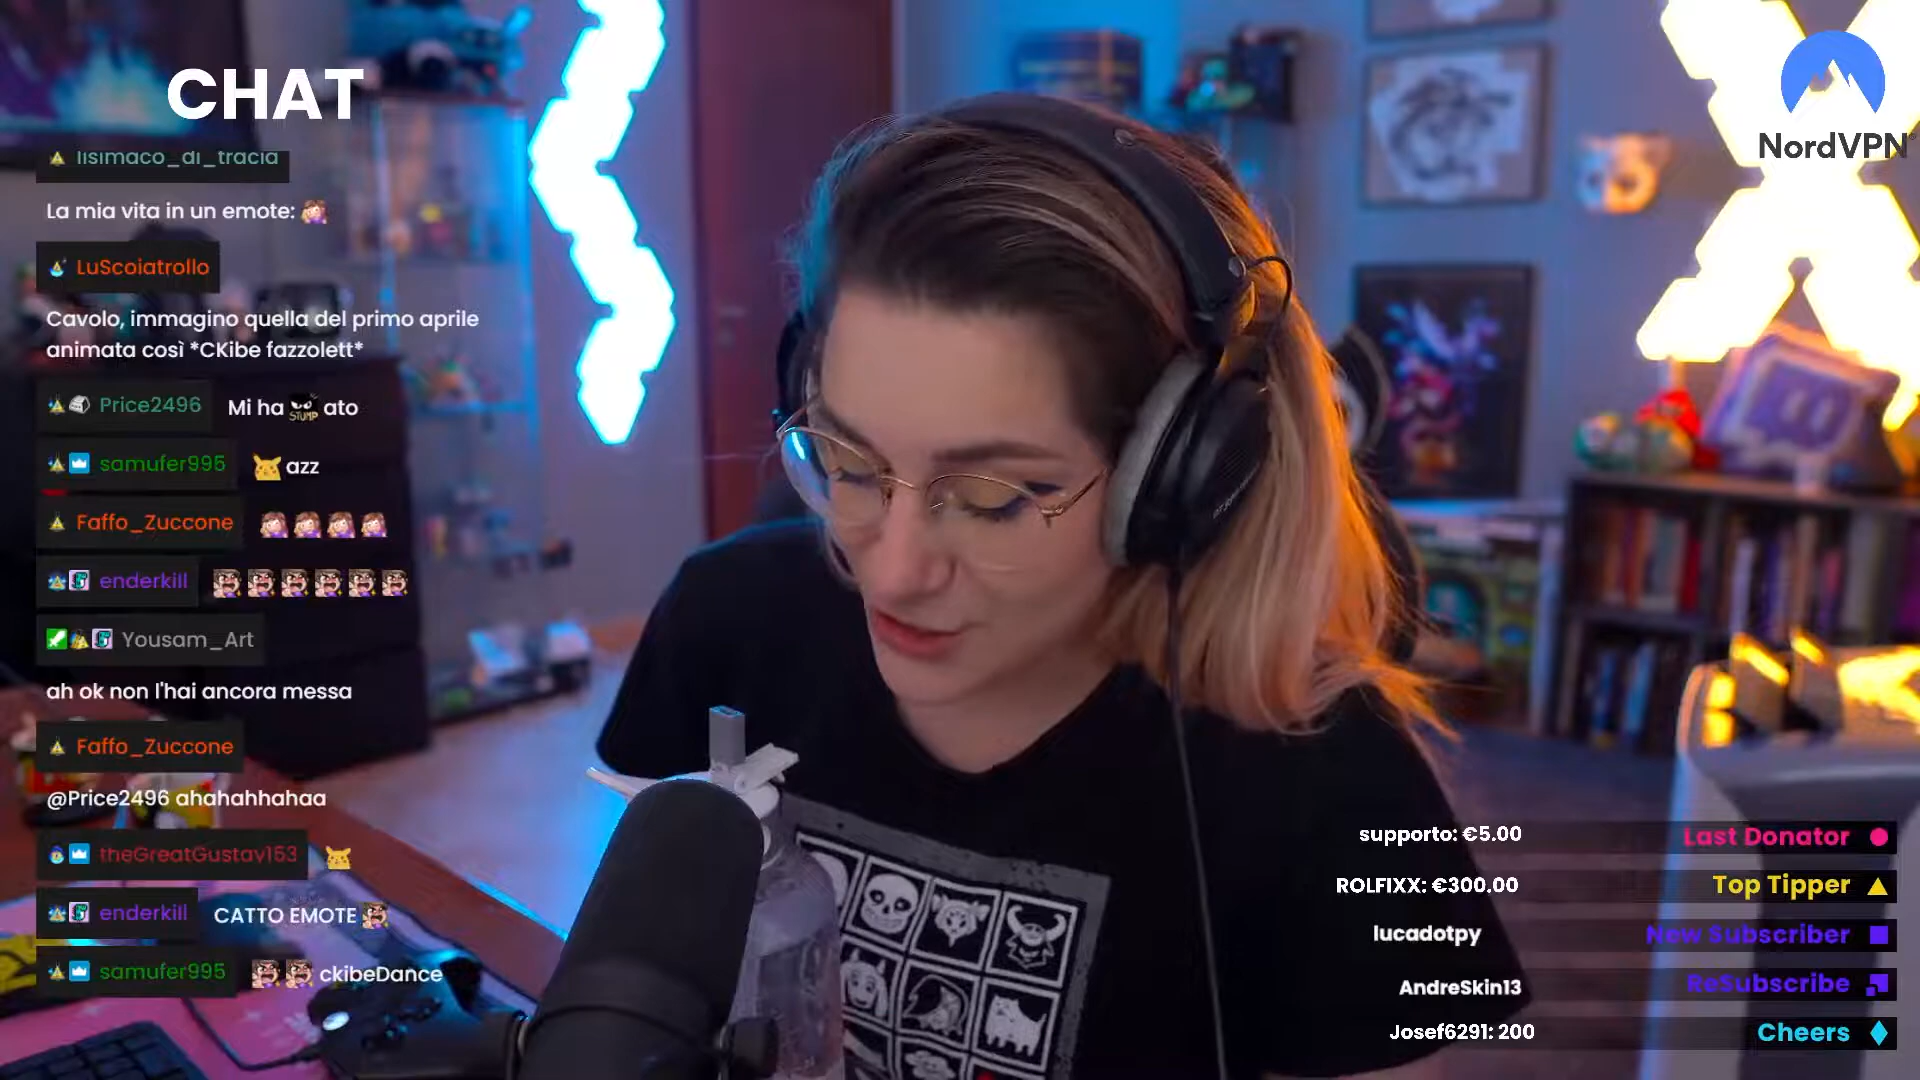 CHAT
lisimaco_di_tracia
La mia vita in un emote:
LuScoiatrollo
Cavolo, immagino quella del primo aprile
animata così *CKibe fazzolett*
Price2496 Mi ha STUMP ato
samufer995 azz
Faffo_Zuccone
enderkill
Yousam_Art
ah ok non l'hai ancora messa
Faffo_Zuccone
@Price2496 ahahahhahaa
theGreatGustav153
enderkill CATTO EMOTE
samufer995 ckibeDance
NordVPN®
supporto: €5.00 Last Donator
ROLFIXX: €300.00 Top Tipper
lucadotpy New Subscriber
AndreSkin13 ReSubscribe
Josef6291: 200 Cheers